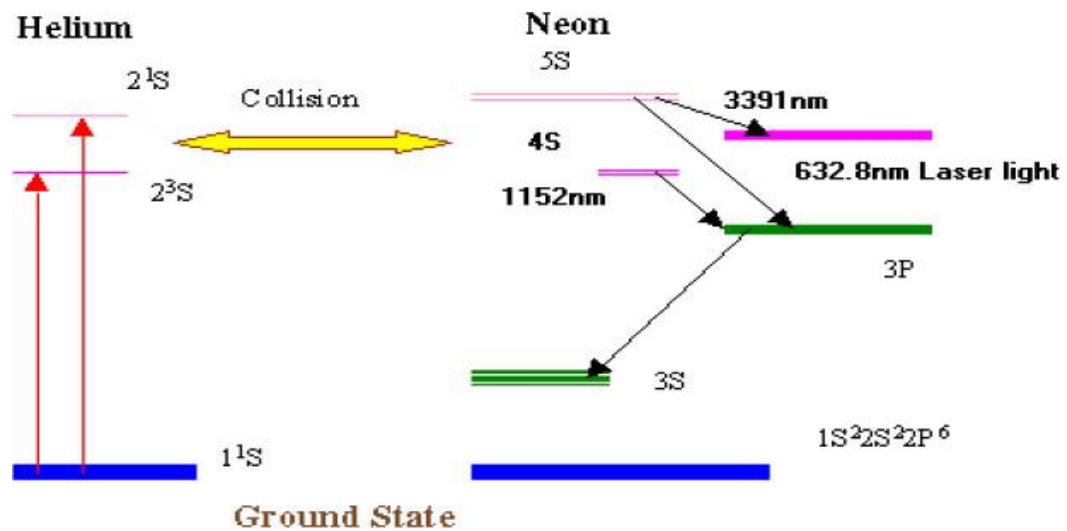 Helium
Neon
2¹S
5S
Collision
3391nm
4S
632.8nm Laser light
2³S
1152nm
3P
3S
1S²2S²2P⁶
1¹S
Ground State